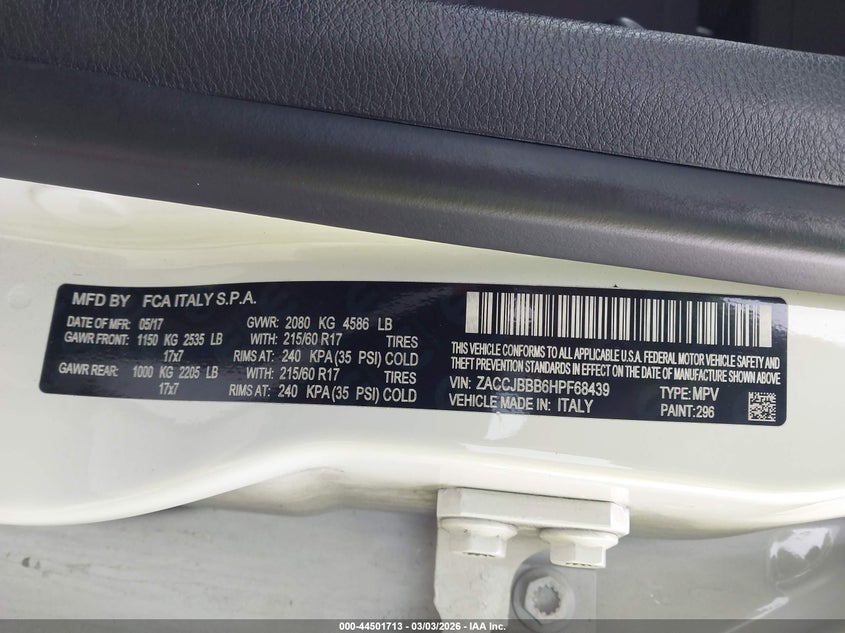 MFD BY FCA ITALY S.P.A.
DATE OF MFR: 05/17 GVWR: 2080 KG 4586 LB
GAWR FRONT: 1150 KG 2535 LB WITH: 215/60 R17 TIRES
17x7 RIMS AT: 240 KPA (35 PSI) COLD
GAWR REAR: 1000 KG 2205 LB WITH: 215/60 R17 TIRES
17x7 RIMS AT: 240 KPA (35 PSI) COLD
THIS VEHICLE CONFORMS TO ALL APPLICABLE U.S.A. FEDERAL MOTOR VEHICLE SAFETY AND
THEFT PREVENTION STANDARDS IN EFFECT ON THE DATE OF MANUFACTURE SHOWN ABOVE
VIN: ZACCJBBB6HPF68439 TYPE: MPV
VEHICLE MADE IN: ITALY PAINT: 296
000-44501713 - 03/03/2026 - IAA Inc.